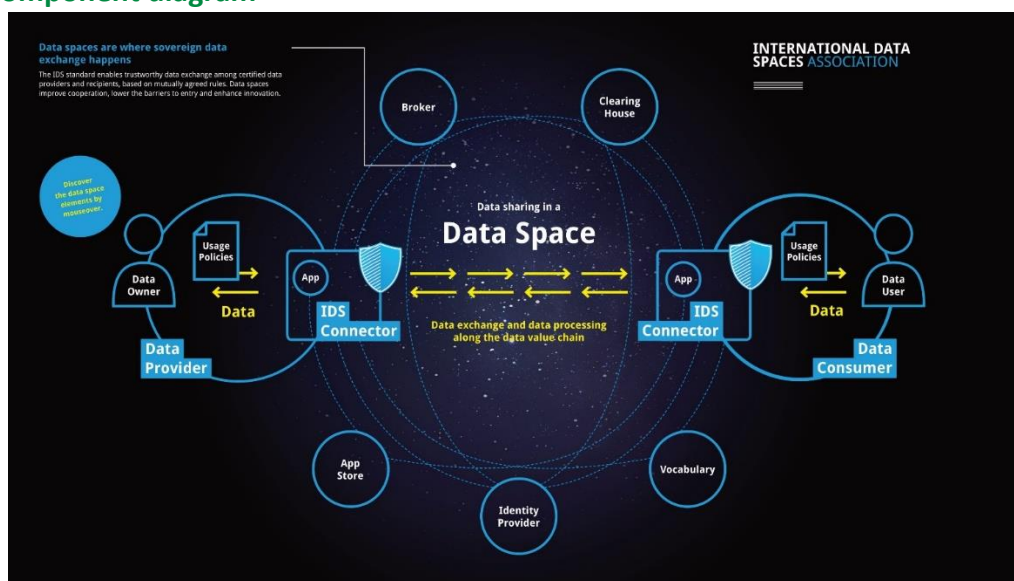 Data spaces are where sovereign data
exchange happens
The IDS standard enables trustworthy data exchange among certified data
providers and recipients, based on mutually agreed rules. Data spaces
improve cooperation, lower the barriers to entry and enhance innovation.
INTERNATIONAL DATA
SPACES ASSOCIATION
Broker
Clearing
House
Discover
the data space
elements by
mouseover.
Data sharing in a
Data Space
Usage
Policies
Data
Owner
Data
App
IDS
Connector
Data
Provider
Data exchange and data processing
along the data value chain
App
IDS
Connector
Usage
Policies
Data
Data
User
Data
Consumer
App
Store
Vocabulary
Identity
Provider